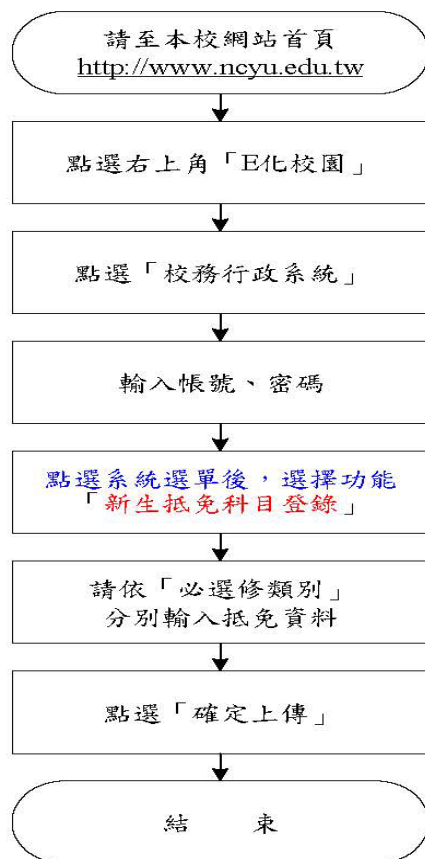 請至本校網站首頁
http://www.ncyu.edu.tw
點選右上角「E化校園」
點選「校務行政系統」
輸入帳號、密碼
點選系統選單後，選擇功能
「新生抵免科目登錄」
請依「必選修類別」
分別輸入抵免資料
點選「確定上傳」
結　　束